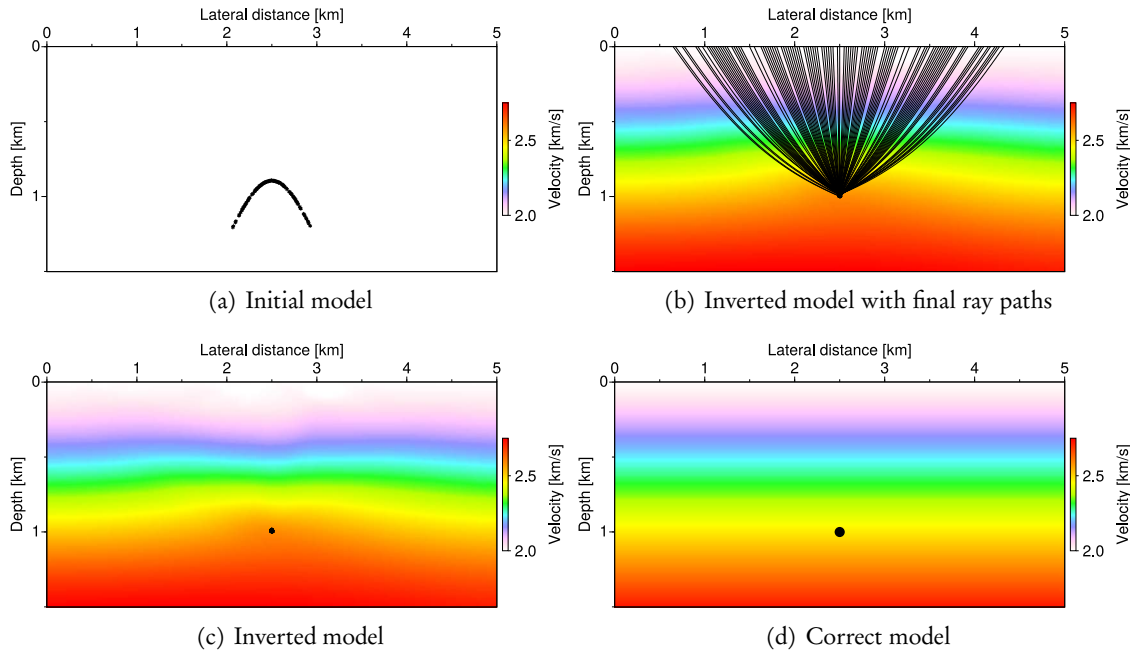 Lateral distance [km]
0 1 2 3 4 5
0
1
Depth [km]
2.5
2.0
Velocity [km/s]
(a) Initial model
Lateral distance [km]
0 1 2 3 4 5
0
1
Depth [km]
2.5
2.0
Velocity [km/s]
(b) Inverted model with final ray paths
Lateral distance [km]
0 1 2 3 4 5
0
1
Depth [km]
2.5
2.0
Velocity [km/s]
(c) Inverted model
Lateral distance [km]
0 1 2 3 4 5
0
1
Depth [km]
2.5
2.0
Velocity [km/s]
(d) Correct model